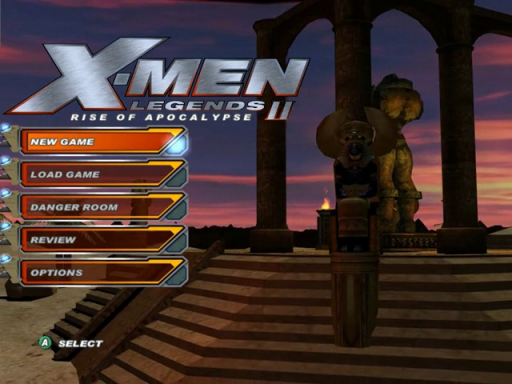 X-MEN
LEGENDS II
RISE OF APOCALYPSE
NEW GAME
LOAD GAME
DANGER ROOM
REVIEW
OPTIONS
A SELECT